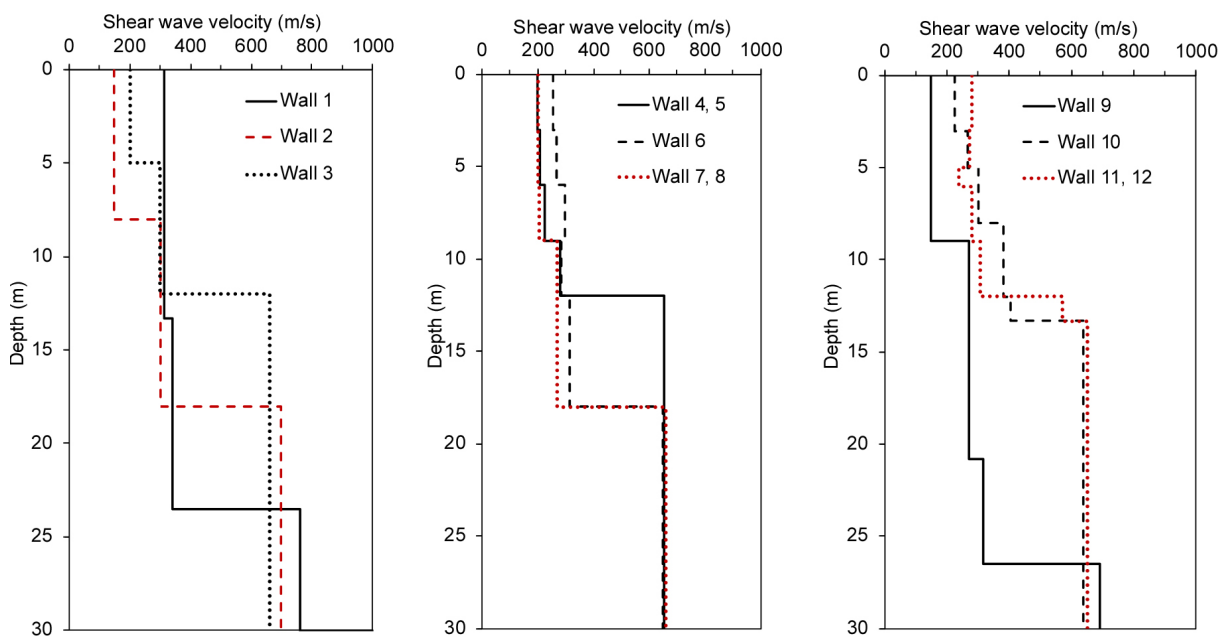 Shear wave velocity (m/s)
0 200 400 600 800 1000
0
5
10
15
20
25
30
Depth (m)
Wall 1
Wall 2
Wall 3
Shear wave velocity (m/s)
0 200 400 600 800 1000
0
5
10
15
20
25
30
Depth (m)
Wall 4, 5
Wall 6
Wall 7, 8
Shear wave velocity (m/s)
0 200 400 600 800 1000
0
5
10
15
20
25
30
Depth (m)
Wall 9
Wall 10
Wall 11, 12